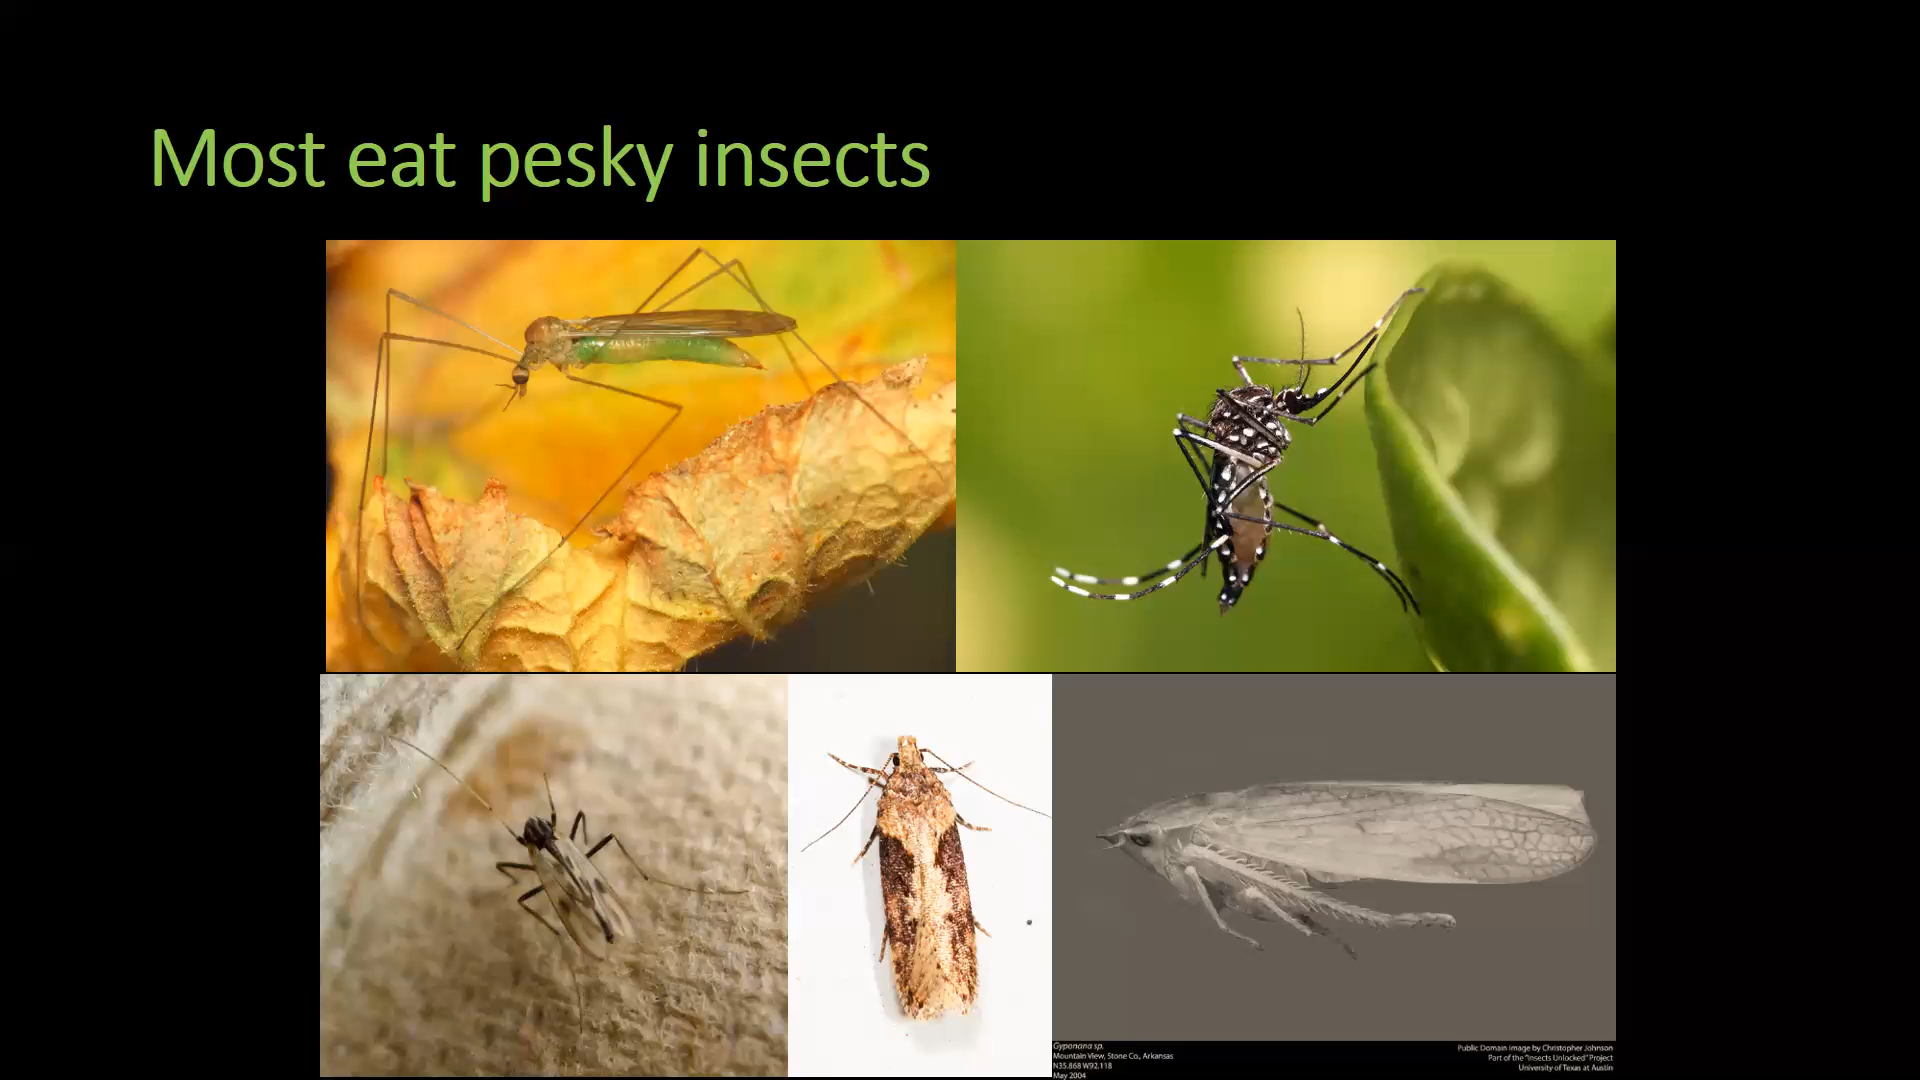 Most eat pesky insects
Gyponana sp.
Mountain View, Stone Co., Arkansas
N35.868 W92.118
May 2004
Public Domain Image by Christopher Johnson
Part of the "Insects Unlocked" Project
University of Texas at Austin